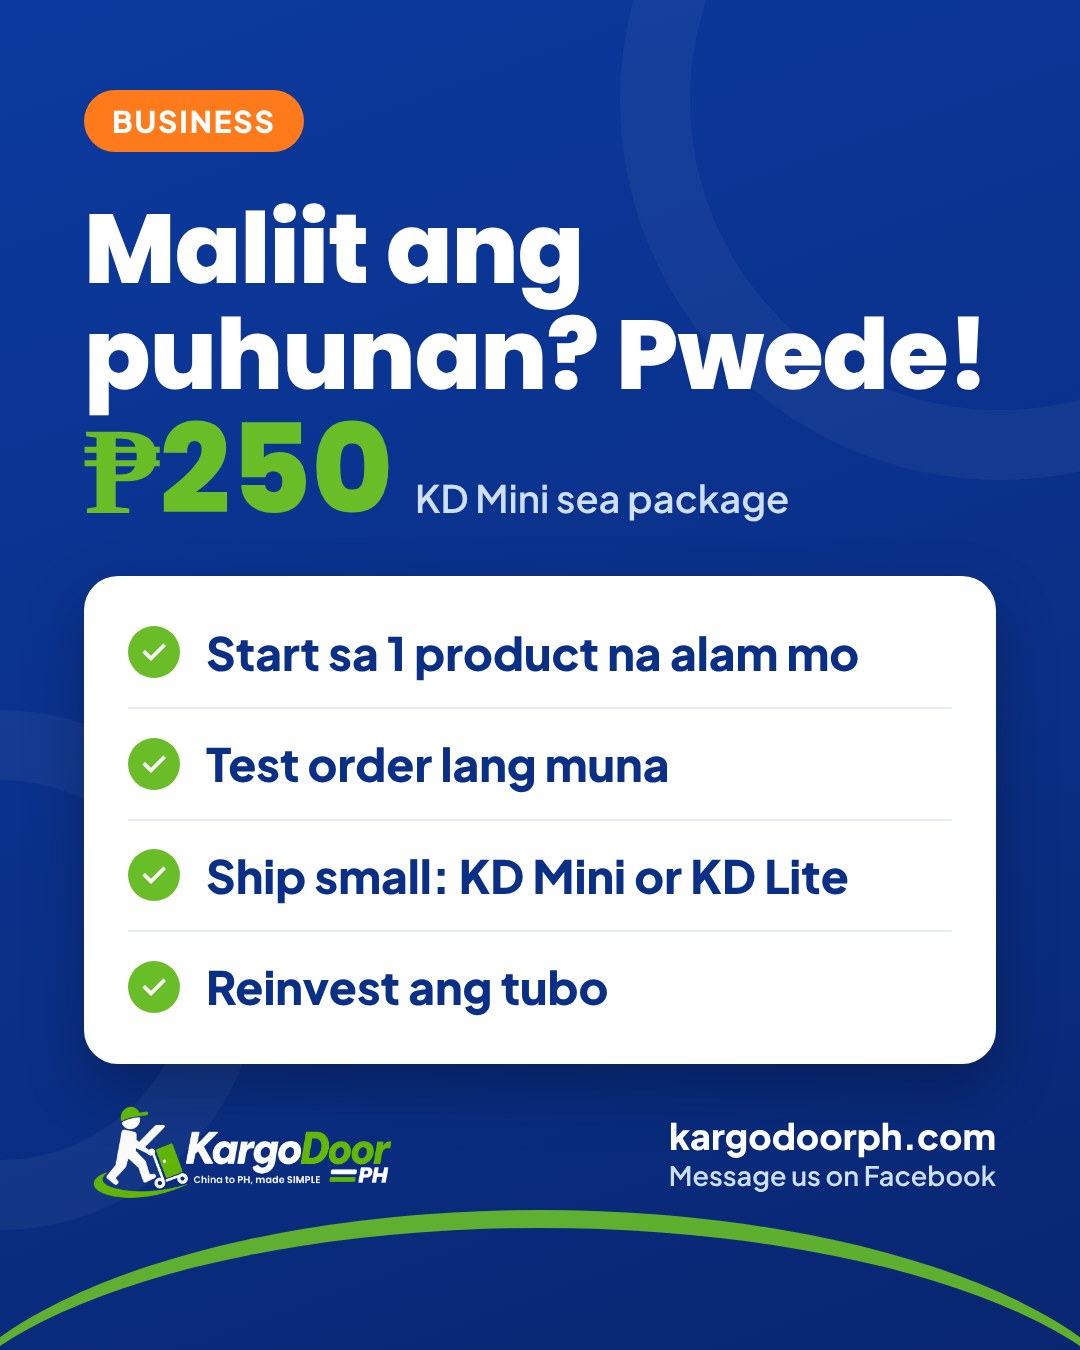 BUSINESS
Maliit ang
puhunan? Pwede!
₱250 KD Mini sea package
Start sa 1 product na alam mo
Test order lang muna
Ship small: KD Mini or KD Lite
Reinvest ang tubo
KargoDoor
China to PH, made SIMPLE PH
kargodoorph.com
Message us on Facebook